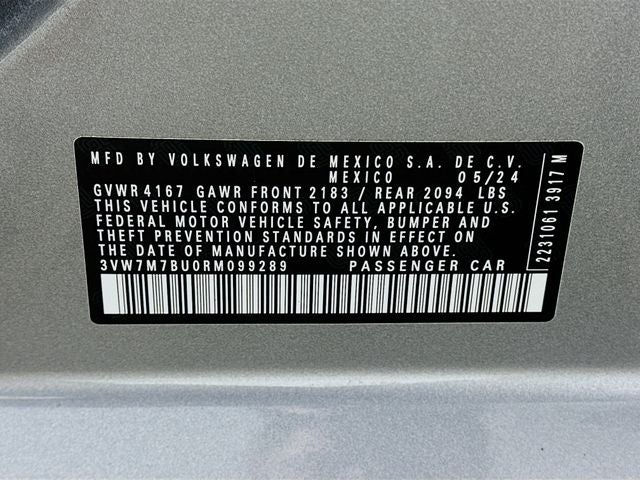 MFD BY VOLKSWAGEN DE MEXICO S.A. DE C.V.
MEXICO 05/24
GVWR 4167 GAWR FRONT 2183 / REAR 2094 LBS
THIS VEHICLE CONFORMS TO ALL APPLICABLE U.S.
FEDERAL MOTOR VEHICLE SAFETY, BUMPER AND
THEFT PREVENTION STANDARDS IN EFFECT ON
THE DATE OF MANUFACTURE SHOWN ABOVE.
3VW7M7BU0RM099289 PASSENGER CAR
2231061 3917 M